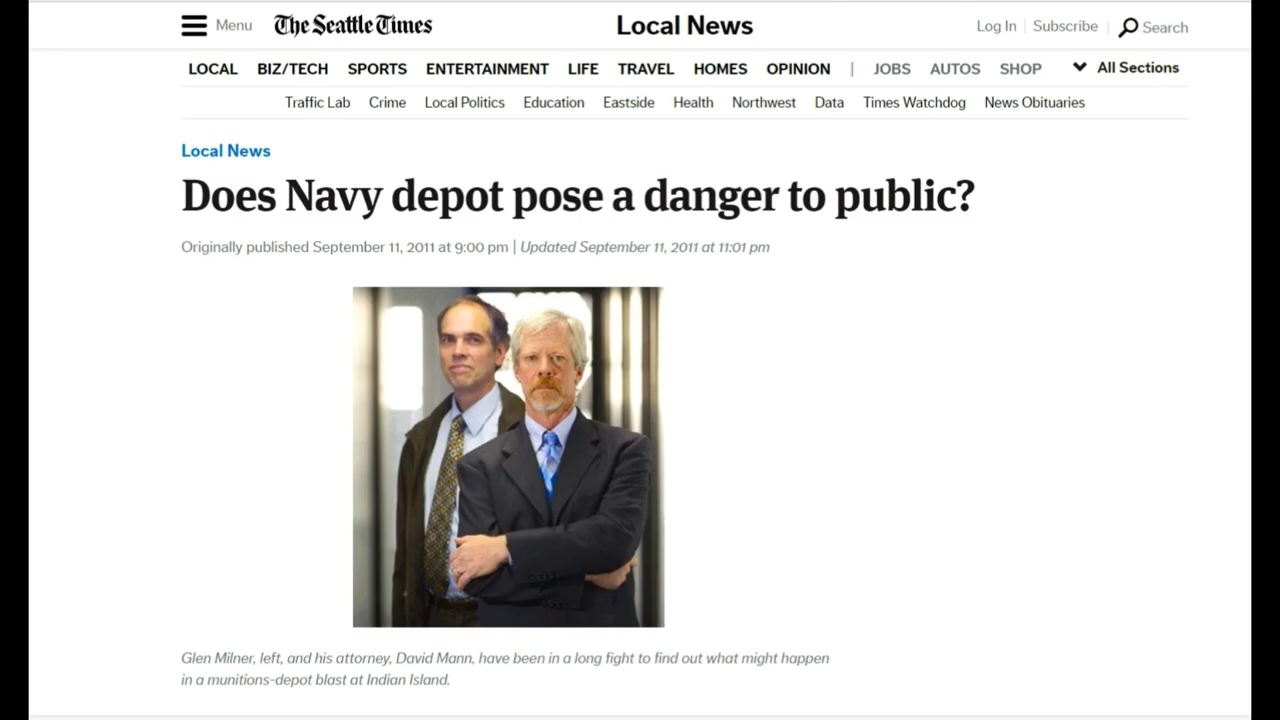 Menu The Seattle Times Local News Log In | Subscribe | Search
LOCAL BIZ/TECH SPORTS ENTERTAINMENT LIFE TRAVEL HOMES OPINION | JOBS AUTOS SHOP All Sections
Traffic Lab Crime Local Politics Education Eastside Health Northwest Data Times Watchdog News Obituaries
Local News
Does Navy depot pose a danger to public?
Originally published September 11, 2011 at 9:00 pm | Updated September 11, 2011 at 11:01 pm
Glen Milner, left, and his attorney, David Mann, have been in a long fight to find out what might happen
in a munitions-depot blast at Indian Island.